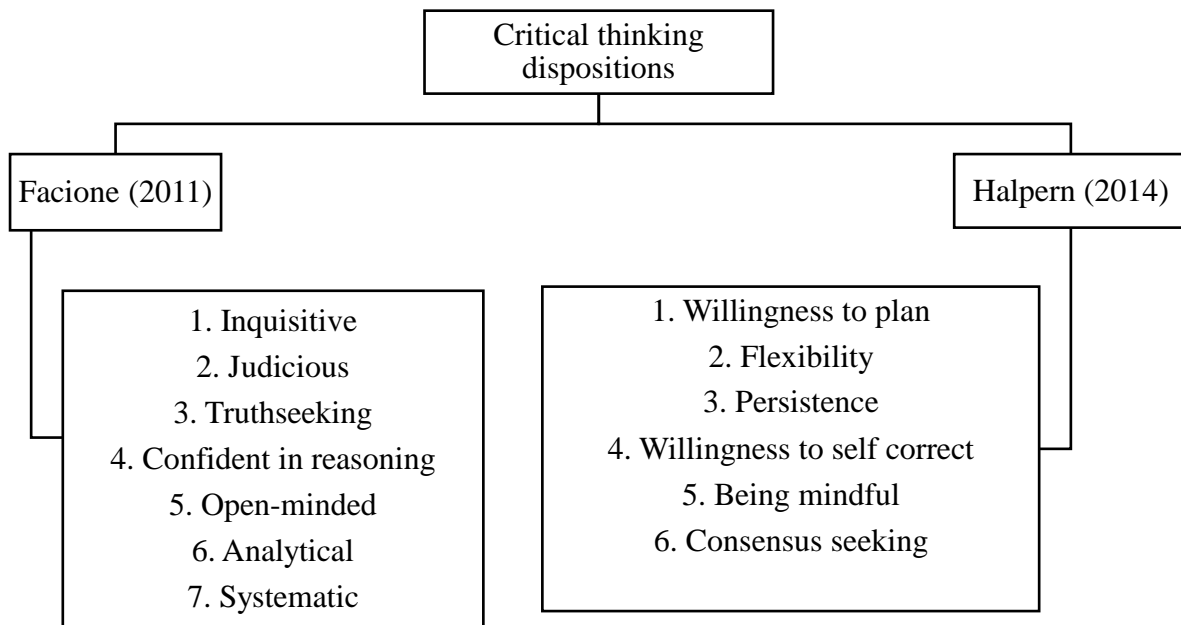 Critical thinking
dispositions
Facione (2011)
Halpern (2014)
1. Inquisitive
2. Judicious
3. Truthseeking
4. Confident in reasoning
5. Open-minded
6. Analytical
7. Systematic
1. Willingness to plan
2. Flexibility
3. Persistence
4. Willingness to self correct
5. Being mindful
6. Consensus seeking